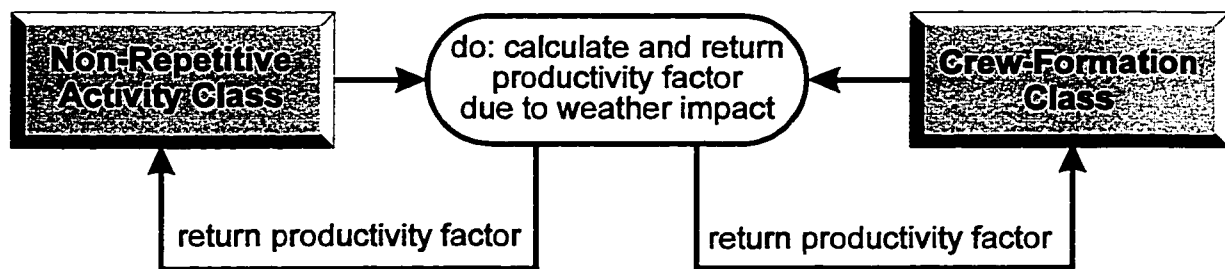 Non-Repetitive
Activity Class
do: calculate and return
productivity factor
due to weather impact
Crew-Formation
Class
return productivity factor
return productivity factor